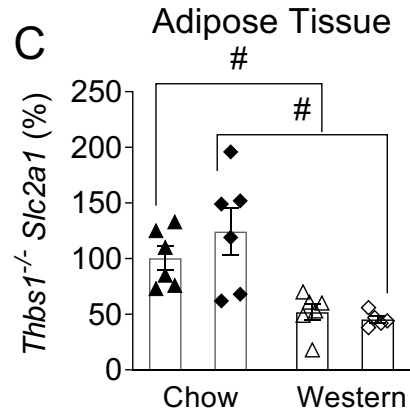 C
Adipose Tissue
#
#
Thbs1-/- Slc2a1 (%)
250
200
150
100
50
0
Chow Western